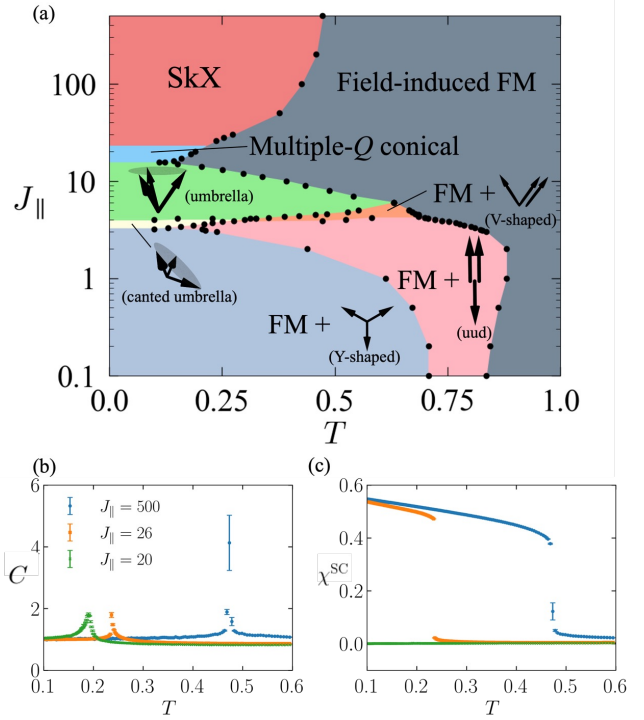 (a)
SkX
Field-induced FM
100
Multiple-Q conical
J∥
10
(umbrella)
FM +
(V-shaped)
1
FM +
(canted umbrella)
FM +
(Y-shaped)
(uud)
0.1
0.0 0.25 0.5 0.75 1.0
T
(b) (c)
6
J∥ = 500
J∥ = 26
J∥ = 20
4
C
2
0
0.1 0.2 0.3 0.4 0.5 0.6
T
0.6
0.4
χ^SC
0.2
0.0
0.1 0.2 0.3 0.4 0.5 0.6
T